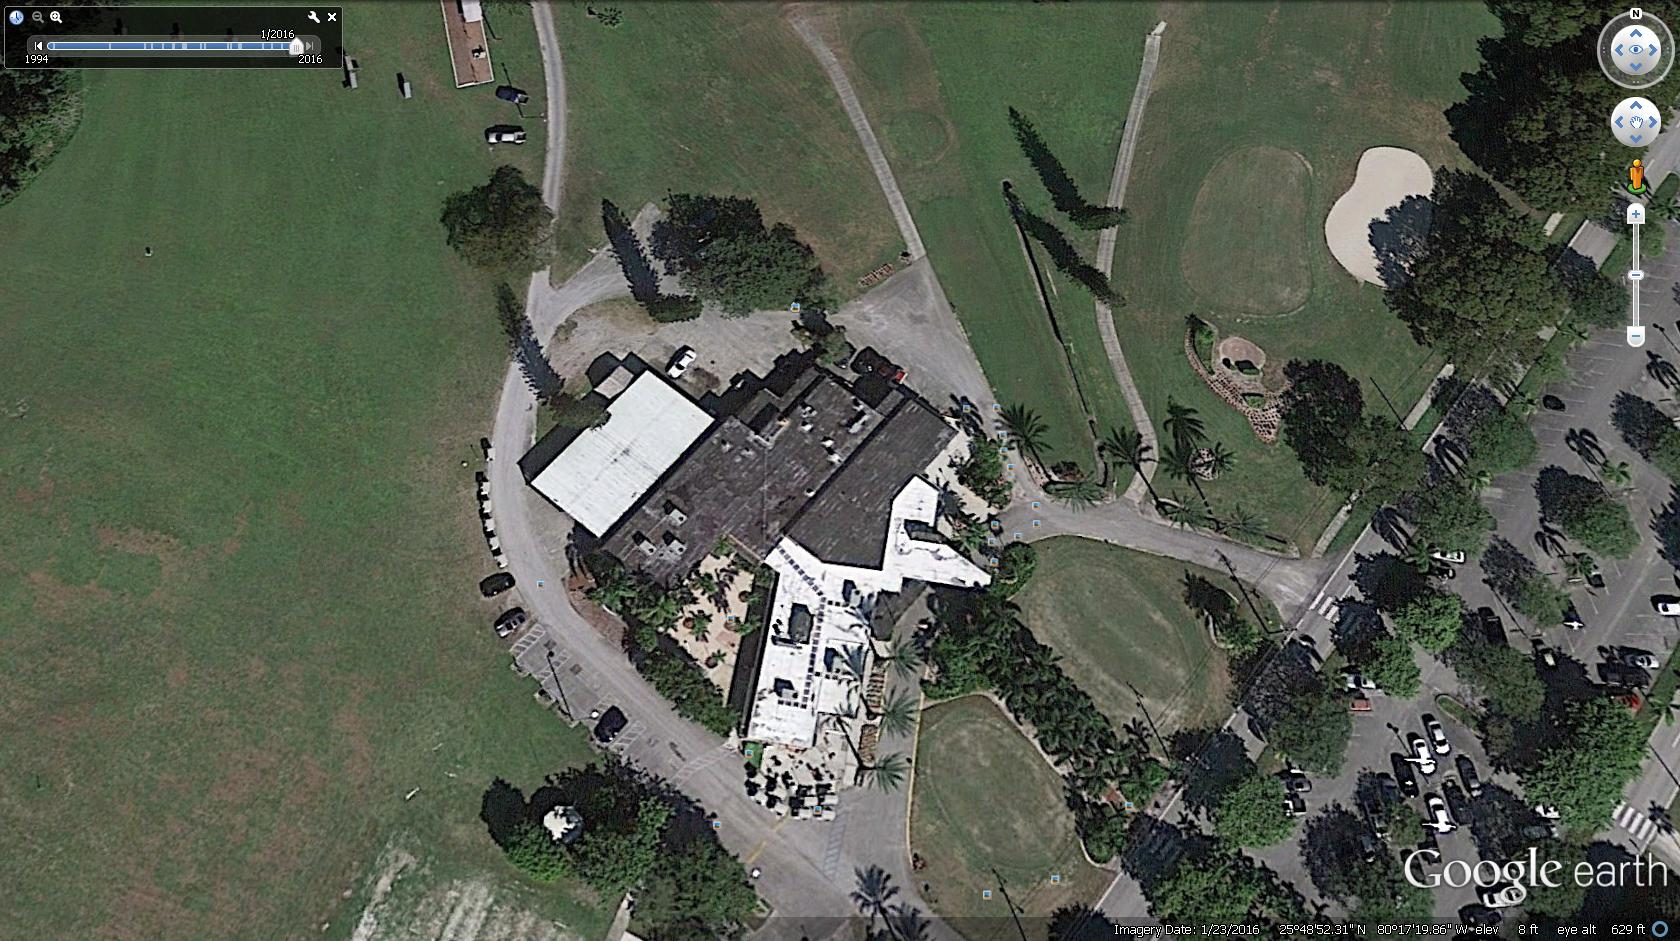 1/2016
1994 2016
N
Google earth
Imagery Date: 1/23/2016 25°48'52.31" N 80°17'19.86" W elev 8 ft eye alt 629 ft